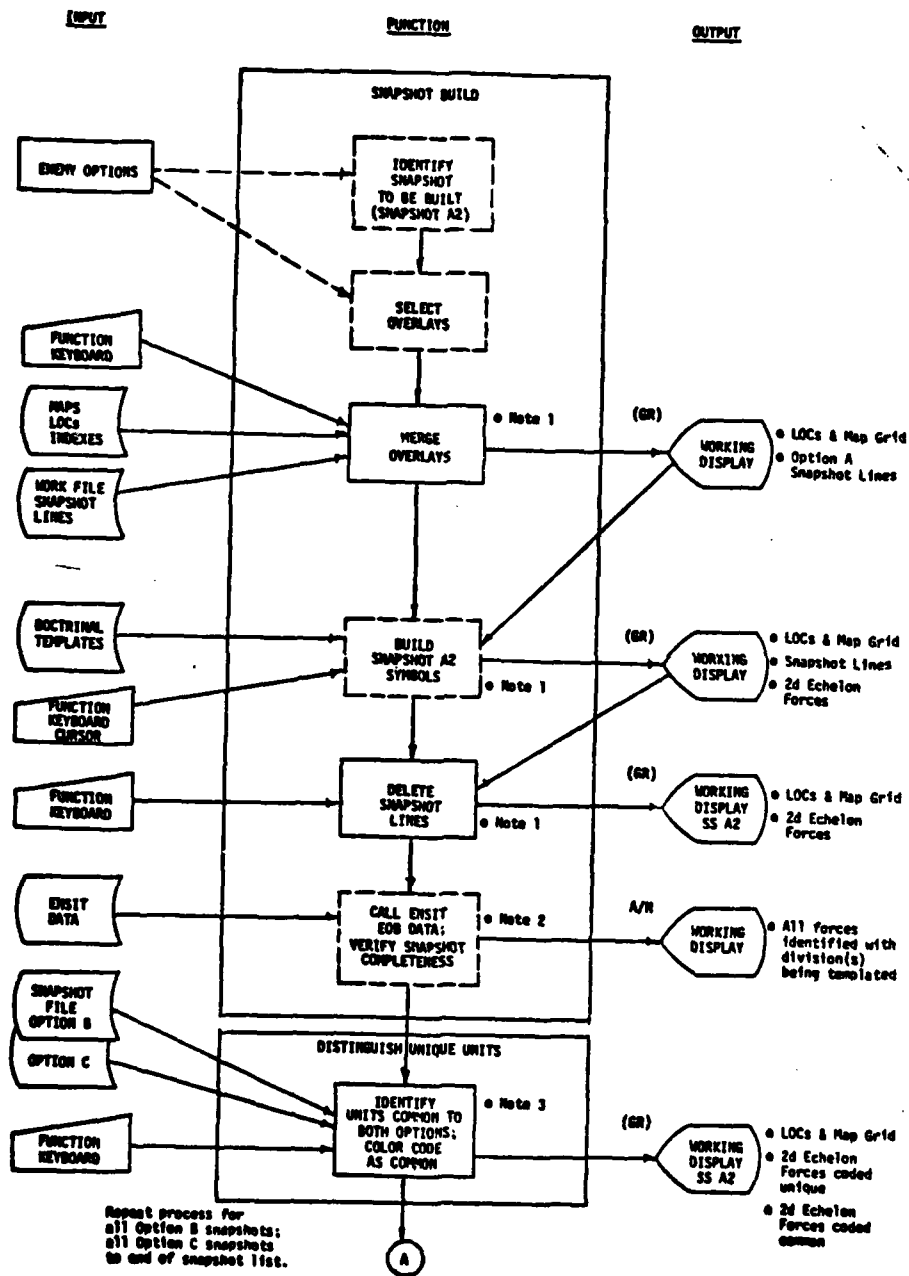 INPUT
FUNCTION
OUTPUT
SNAPSHOT BUILD
ENEMY OPTIONS
IDENTIFY
SNAPSHOT
TO BE BUILT
(SNAPSHOT A2)
SELECT
OVERLAYS
FUNCTION
KEYBOARD
MAPS
LOCs
INDEXES
WORK FILE
SNAPSHOT
LINES
MERGE
OVERLAYS
● Note 1
(GR)
WORKING
DISPLAY
● LOCs & Map Grid
● Option A
Snapshot Lines
DOCTRINAL
TEMPLATES
FUNCTION
KEYBOARD
CURSOR
BUILD
SNAPSHOT A2
SYMBOLS
● Note 1
(GR)
WORKING
DISPLAY
● LOCs & Map Grid
● Snapshot Lines
● 2d Echelon
Forces
FUNCTION
KEYBOARD
DELETE
SNAPSHOT
LINES
● Note 1
(GR)
WORKING
DISPLAY
SS A2
● LOCs & Map Grid
● 2d Echelon
Forces
ENSIT
DATA
CALL ENSIT
EOB DATA;
VERIFY SNAPSHOT
COMPLETENESS
● Note 2
A/N
WORKING
DISPLAY
● All forces
identified with
division(s)
being templated
SNAPSHOT
FILE
OPTION B
OPTION C
FUNCTION
KEYBOARD
DISTINGUISH UNIQUE UNITS
IDENTIFY
UNITS COMMON TO
BOTH OPTIONS;
COLOR CODE
AS COMMON
● Note 3
(GR)
WORKING
DISPLAY
SS A2
● LOCs & Map Grid
● 2d Echelon
Forces coded
unique
● 2d Echelon
Forces coded
common
Repeat process for
all Option B snapshots;
all Option C snapshots
to end of snapshot list.
A